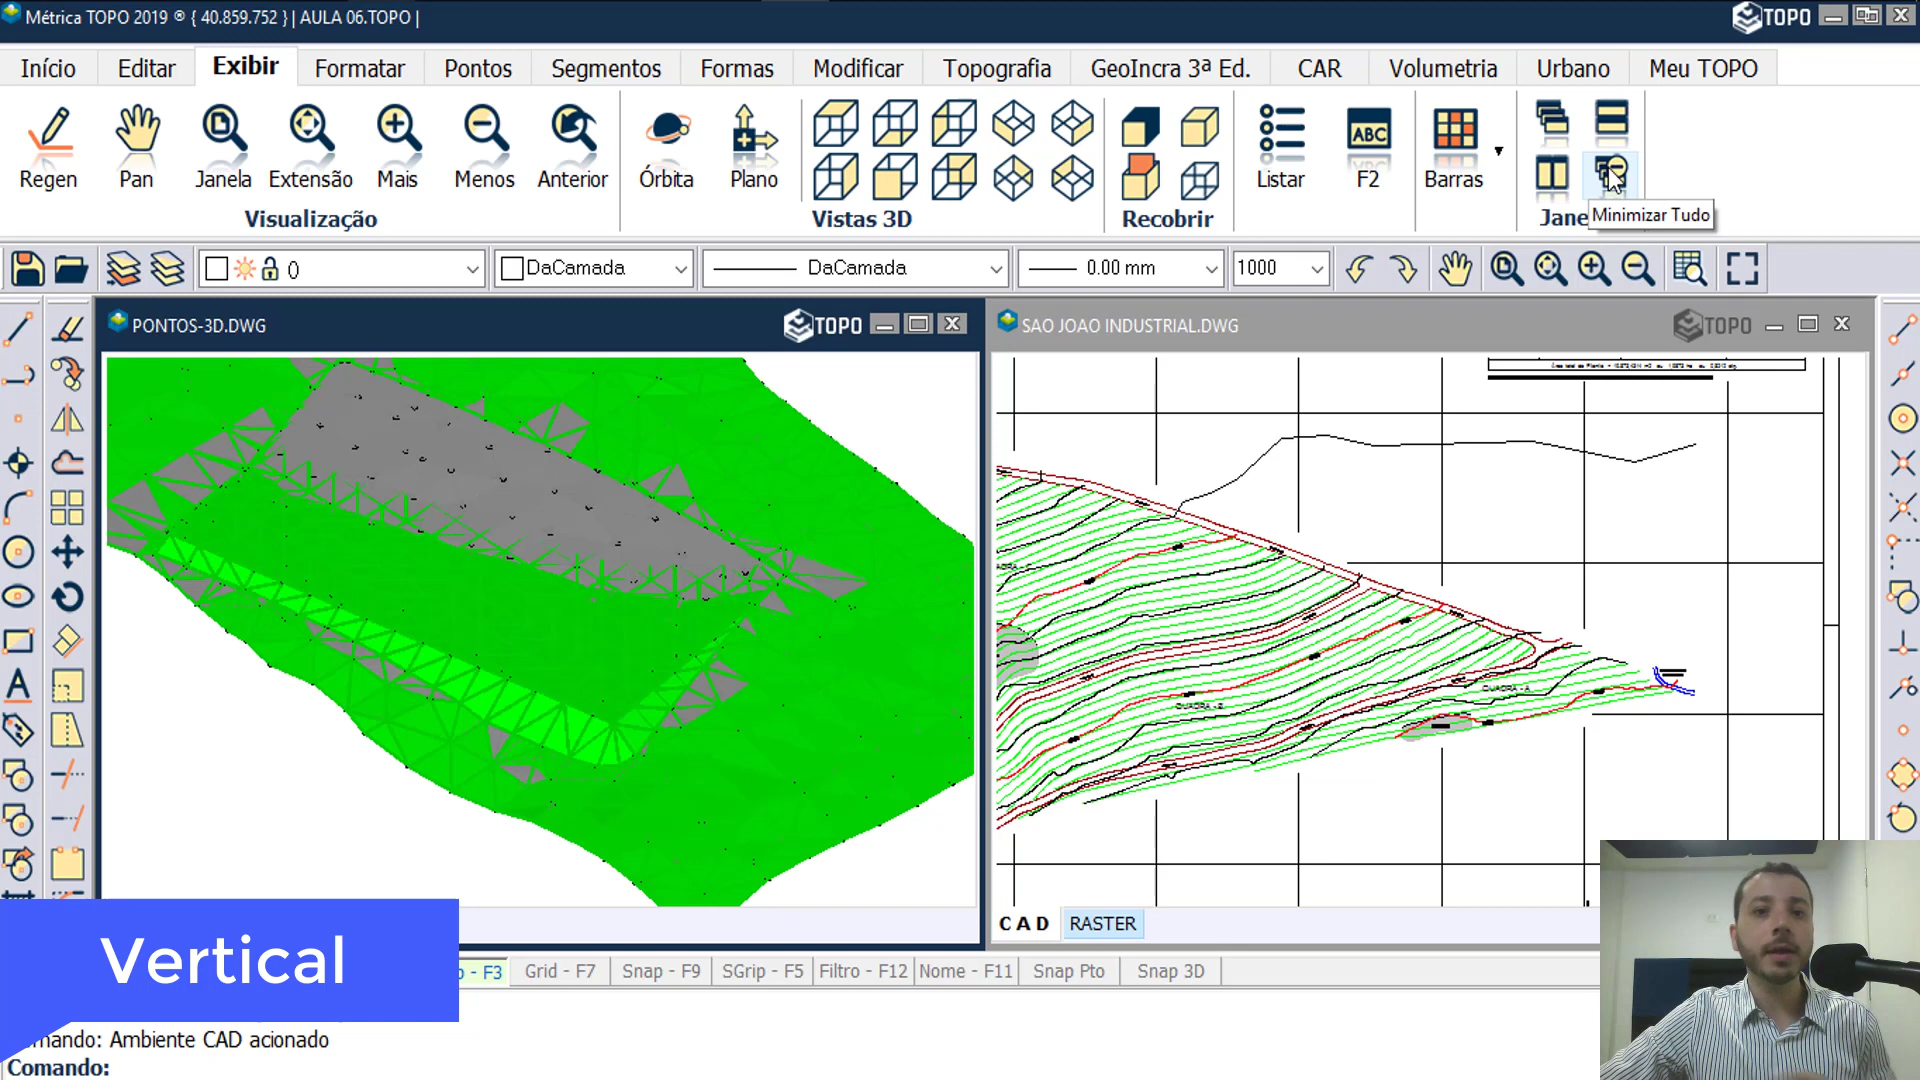 Métrica TOPO 2019 ® { 40.859.752 } | AULA 06.TOPO |
TOPO
Início Editar Exibir Formatar Pontos Segmentos Formas Modificar Topografia GeoIncra 3ª Ed. CAR Volumetria Urbano Meu TOPO
ABC
Regen Pan Janela Extensão Mais Menos Anterior Órbita Plano Listar F2 Barras
Visualização Vistas 3D Recobrir Jane
Minimizar Tudo
0 DaCamada DaCamada 0.00 mm 1000
PONTOS-3D.DWG TOPO
SAO JOAO INDUSTRIAL.DWG TOPO
QUADRA - A
CAD RASTER
Vertical
o - F3 Grid - F7 Snap - F9 SGrip - F5 Filtro - F12 Nome - F11 Snap Pto Snap 3D
omando: Ambiente CAD acionado
Comando: